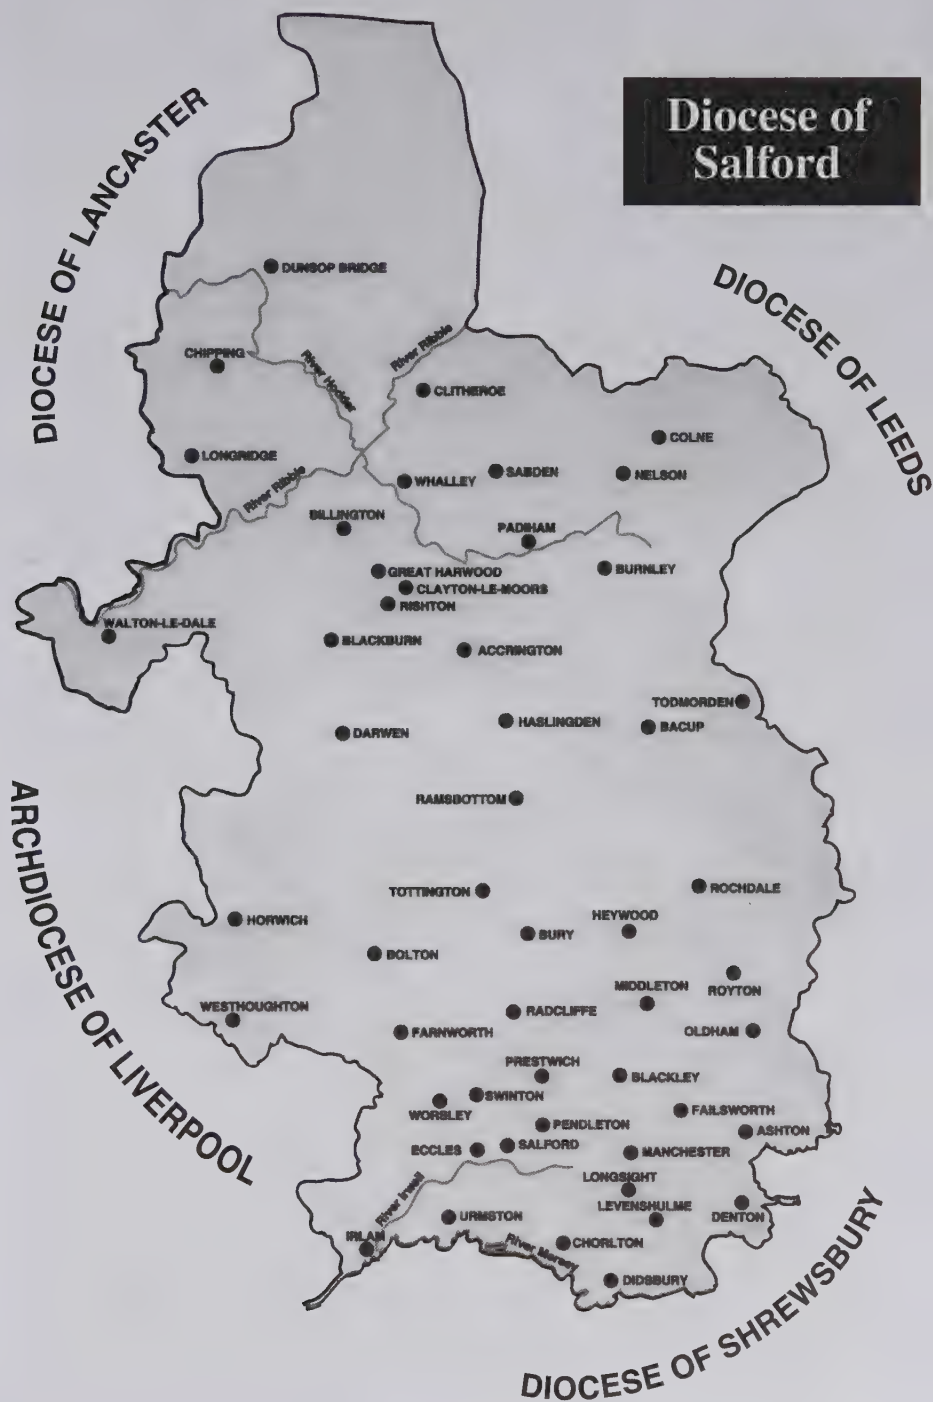 Diocese of
Salford
DIOCESE OF LANCASTER
DIOCESE OF LEEDS
DUNSOP BRIDGE
River Ribble
CHIPPING
River Hodder
CLITHEROE
COLNE
LONGRIDGE
WHALLEY
SABDEN
NELSON
River Ribble
BILLINGTON
PADIHAM
GREAT HARWOOD
BURNLEY
CLAYTON-LE-MOORS
RISHTON
WALTON-LE-DALE
BLACKBURN
ACCRINGTON
TODMORDEN
HASLINGDEN
BACUP
DARWEN
RAMSBOTTOM
ARCHDIOCESE OF LIVERPOOL
TOTTINGTON
ROCHDALE
HORWICH
HEYWOOD
BURY
BOLTON
MIDDLETON
ROYTON
WESTHOUGHTON
RADCLIFFE
FARNWORTH
OLDHAM
PRESTWICH
BLACKLEY
SWINTON
WORSLEY
FAILSWORTH
PENDLETON
ASHTON
ECCLES
SALFORD
MANCHESTER
LONGSIGHT
River Irwell
LEVENSHULME
DENTON
URMSTON
IRLAM
River Mersey
CHORLTON
DIDSBURY
DIOCESE OF SHREWSBURY